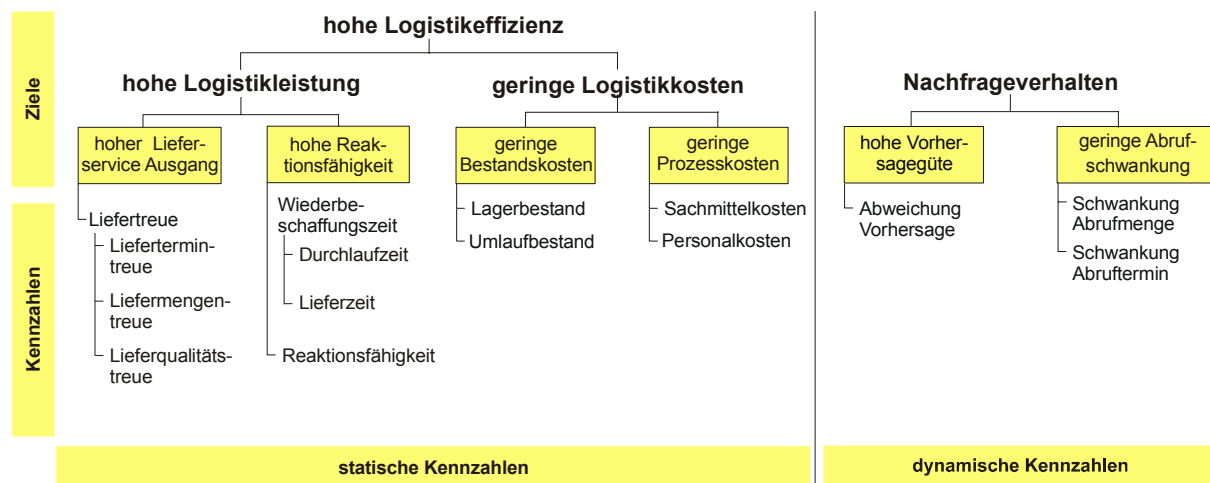 hohe Logistikeffizienz
Ziele
hohe Logistikleistung
geringe Logistikkosten
Nachfrageverhalten
hoher Liefer-
service Ausgang
hohe Reak-
tionsfähigkeit
geringe
Bestandskosten
geringe
Prozesskosten
hohe Vorher-
sagegüte
geringe Abruf-
schwankung
Kennzahlen
Liefertreue
Liefertermin-
treue
Liefermengen-
treue
Lieferqualitäts-
treue
Wiederbe-
schaffungszeit
Durchlaufzeit
Lieferzeit
Reaktionsfähigkeit
Lagerbestand
Umlaufbestand
Sachmittelkosten
Personalkosten
Abweichung
Vorhersage
Schwankung
Abrufmenge
Schwankung
Abruftermin
statische Kennzahlen
dynamische Kennzahlen